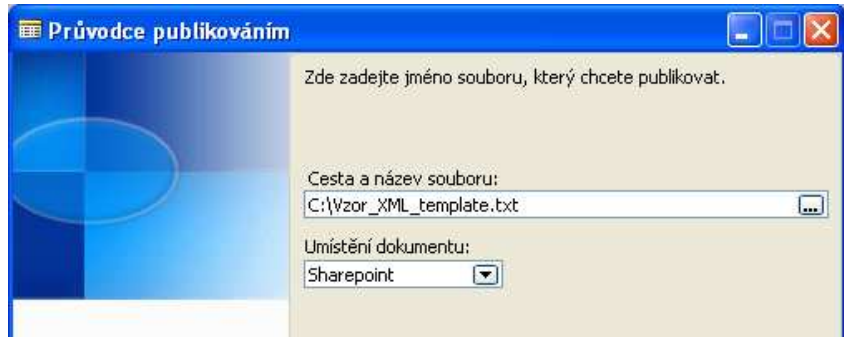 Průvodce publikováním
Zde zadejte jméno souboru, který chcete publikovat.
Cesta a název souboru:
C:\Vzor_XML_template.txt
...
Umístění dokumentu:
Sharepoint